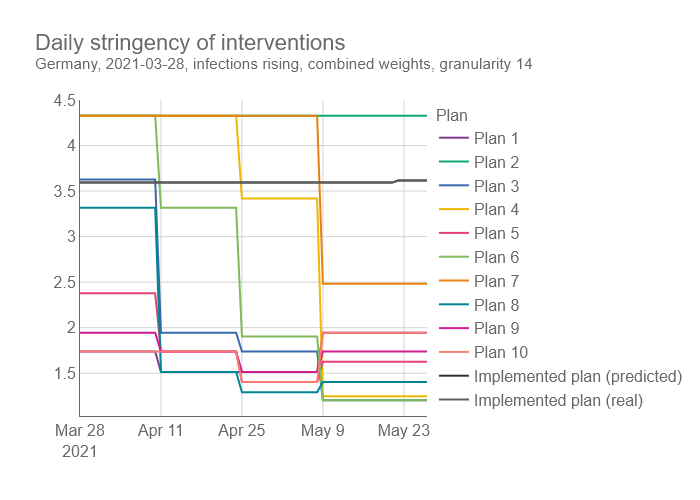 Daily stringency of interventions
Germany, 2021-03-28, infections rising, combined weights, granularity 14
4.5
4
3.5
3
2.5
2
1.5
Mar 28
2021
Apr 11
Apr 25
May 9
May 23
Plan
Plan 1
Plan 2
Plan 3
Plan 4
Plan 5
Plan 6
Plan 7
Plan 8
Plan 9
Plan 10
Implemented plan (predicted)
Implemented plan (real)